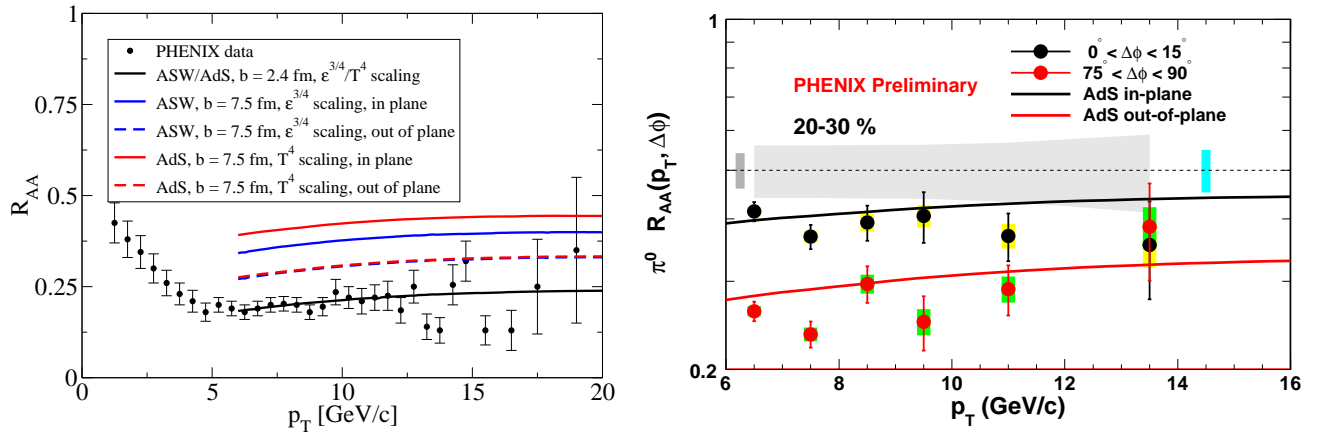 1
0.75
0.5
0.25
0
R_AA
PHENIX data
ASW/AdS, b = 2.4 fm, ε^3/4/T^4 scaling
ASW, b = 7.5 fm, ε^3/4 scaling, in plane
ASW, b = 7.5 fm, ε^3/4 scaling, out of plane
AdS, b = 7.5 fm, T^4 scaling, in plane
AdS, b = 7.5 fm, T^4 scaling, out of plane
0 5 10 15 20
p_T [GeV/c]
1
0.2
π^0 R_AA(p_T, Δϕ)
0° < Δϕ < 15°
75° < Δϕ < 90°
AdS in-plane
AdS out-of-plane
PHENIX Preliminary
20-30 %
6 8 10 12 14 16
p_T (GeV/c)